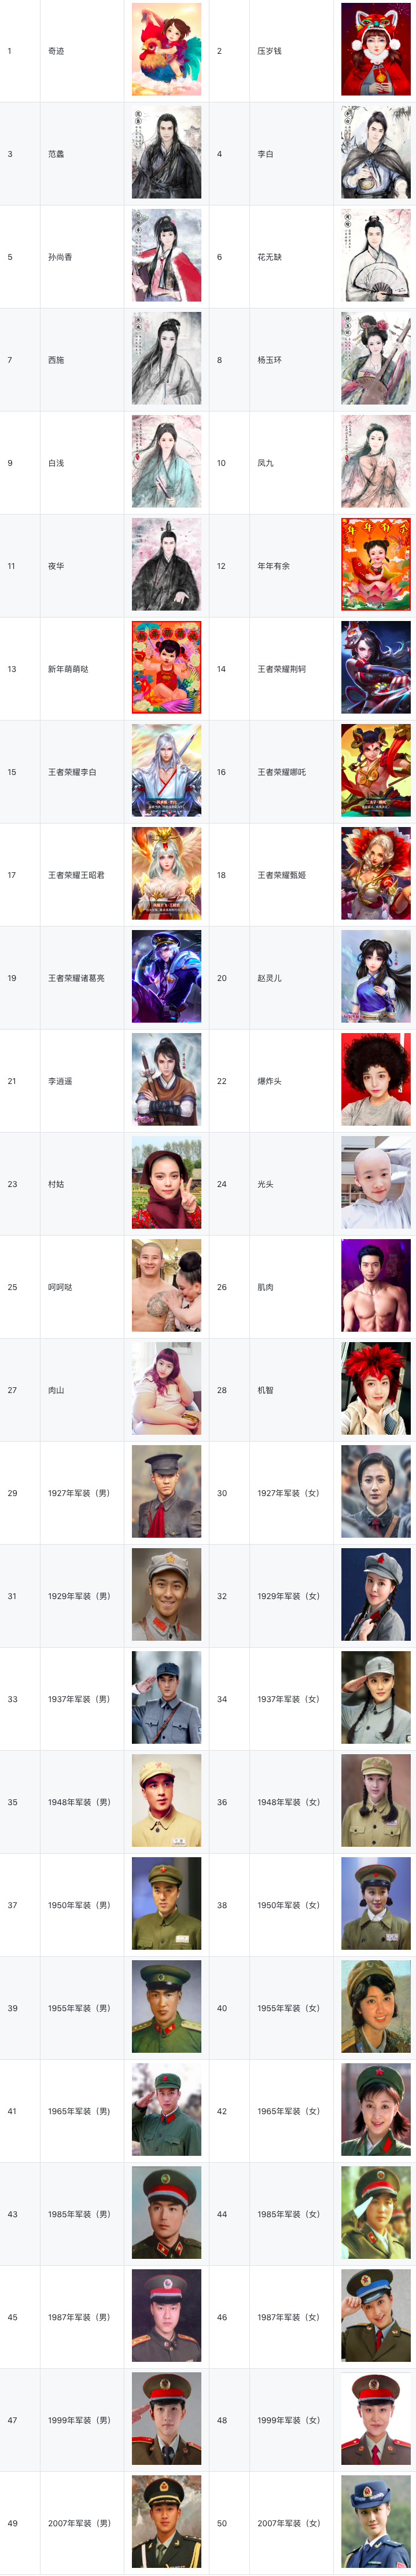 1 奇迹 2 压岁钱
3 范蠡 4 李白
5 孙尚香 6 花无缺
7 西施 8 杨玉环
9 白浅 10 凤九
11 夜华 12 年年有余
13 新年萌萌哒 14 王者荣耀荆轲
15 王者荣耀李白 16 王者荣耀哪吒
17 王者荣耀王昭君 18 王者荣耀甄姬
19 王者荣耀诸葛亮 20 赵灵儿
21 李逍遥 22 爆炸头
23 村姑 24 光头
25 呵呵哒 26 肌肉
27 肉山 28 机智
29 1927年军装（男） 30 1927年军装（女）
31 1929年军装（男） 32 1929年军装（女）
33 1937年军装（男） 34 1937年军装（女）
35 1948年军装（男） 36 1948年军装（女）
37 1950年军装（男） 38 1950年军装（女）
39 1955年军装（男） 40 1955年军装（女）
41 1965年军装（男) 42 1965年军装（女）
43 1985年军装（男） 44 1985年军装（女）
45 1987年军装（男） 46 1987年军装（女）
47 1999年军装（男） 48 1999年军装（女）
49 2007年军装（男） 50 2007年军装（女）